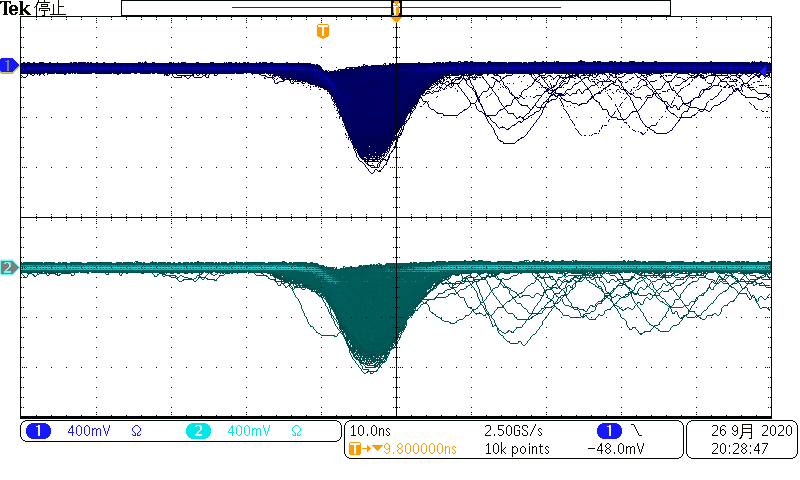 Tek 停止
T
T
1
2
1 400mV Ω 2 400mV Ω
10.0ns 2.50GS/s 1
T→▼9.800000ns 10k points −48.0mV
26 9月 2020
20:28:47